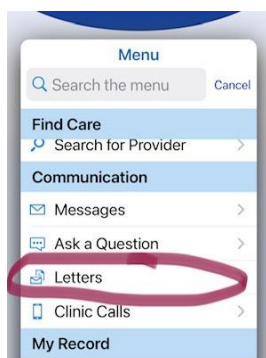 Menu
Search the menu Cancel
Find Care
Search for Provider
Communication
Messages
Ask a Question
Letters
Clinic Calls
My Record